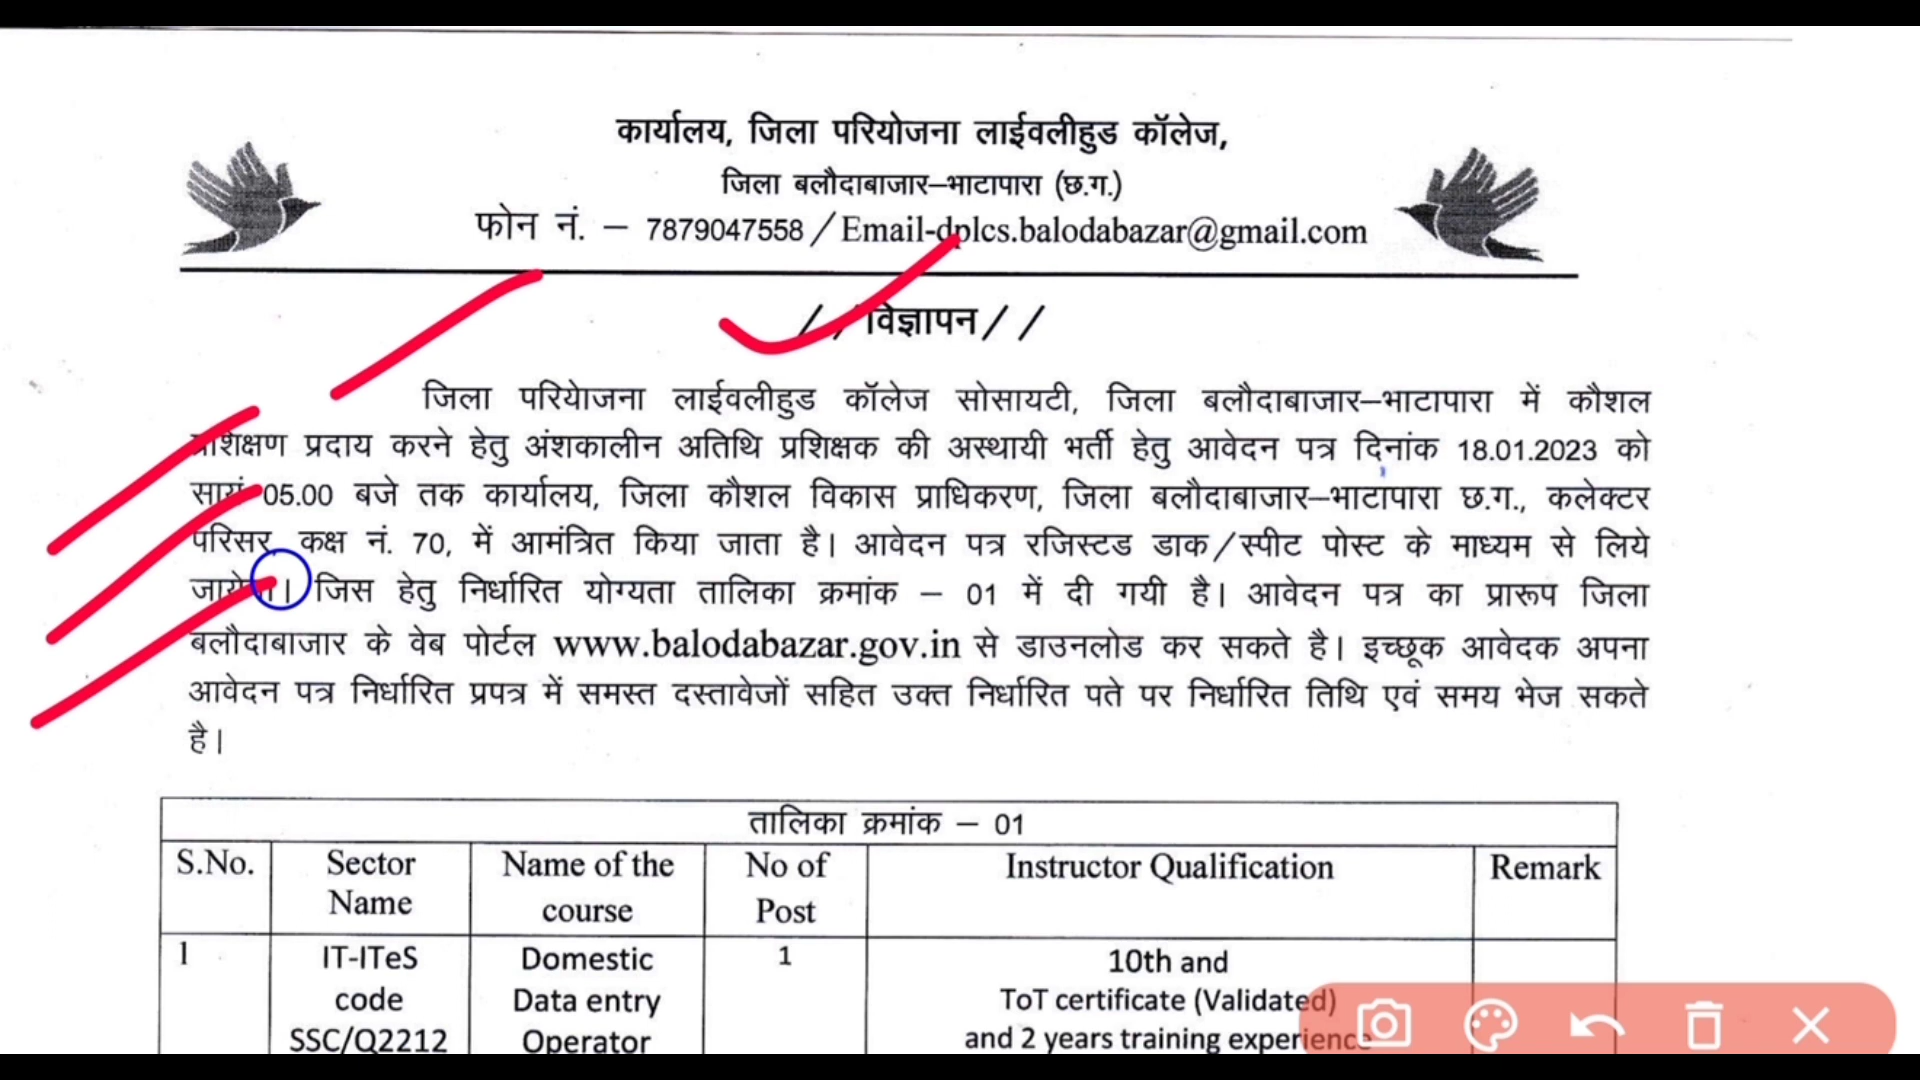 कार्यालय, जिला परियोजना लाईवलीहुड कॉलेज,
जिला बलौदाबाजार–भाटापारा (छ.ग.)
फोन नं. – 7879047558 / Email-dplcs.balodabazar@gmail.com
//विज्ञापन//
जिला परियेाजना लाईवलीहुड कॉलेज सोसायटी, जिला बलौदाबाजार–भाटापारा में कौशल
प्रशिक्षण प्रदाय करने हेतु अंशकालीन अतिथि प्रशिक्षक की अस्थायी भर्ती हेतु आवेदन पत्र दिनांक 18.01.2023 को
सायं 05.00 बजे तक कार्यालय, जिला कौशल विकास प्राधिकरण, जिला बलौदाबाजार–भाटापारा छ.ग., कलेक्टर
परिसर, कक्ष नं. 70, में आमंत्रित किया जाता है। आवेदन पत्र रजिस्टड डाक/स्पीट पोस्ट के माध्यम से लिये
जिस हेतु निर्धारित योग्यता तालिका क्रमांक – 01 में दी गयी है। आवेदन पत्र का प्रारूप जिला
बलौदाबाजार के वेब पोर्टल www.balodabazar.gov.in से डाउनलोड कर सकते है। इच्छूक आवेदक अपना
आवेदन पत्र निर्धारित प्रपत्र में समस्त दस्तावेजों सहित उक्त निर्धारित पते पर निर्धारित तिथि एवं समय भेज सकते
है।
तालिका क्रमांक – 01
S.No. Sector Name Name of the course No of Post Instructor Qualification Remark
1 IT-ITeS Domestic 1 10th and
code Data entry ToT certificate (Validated)
SSC/Q2212 Operator and 2 years training experience